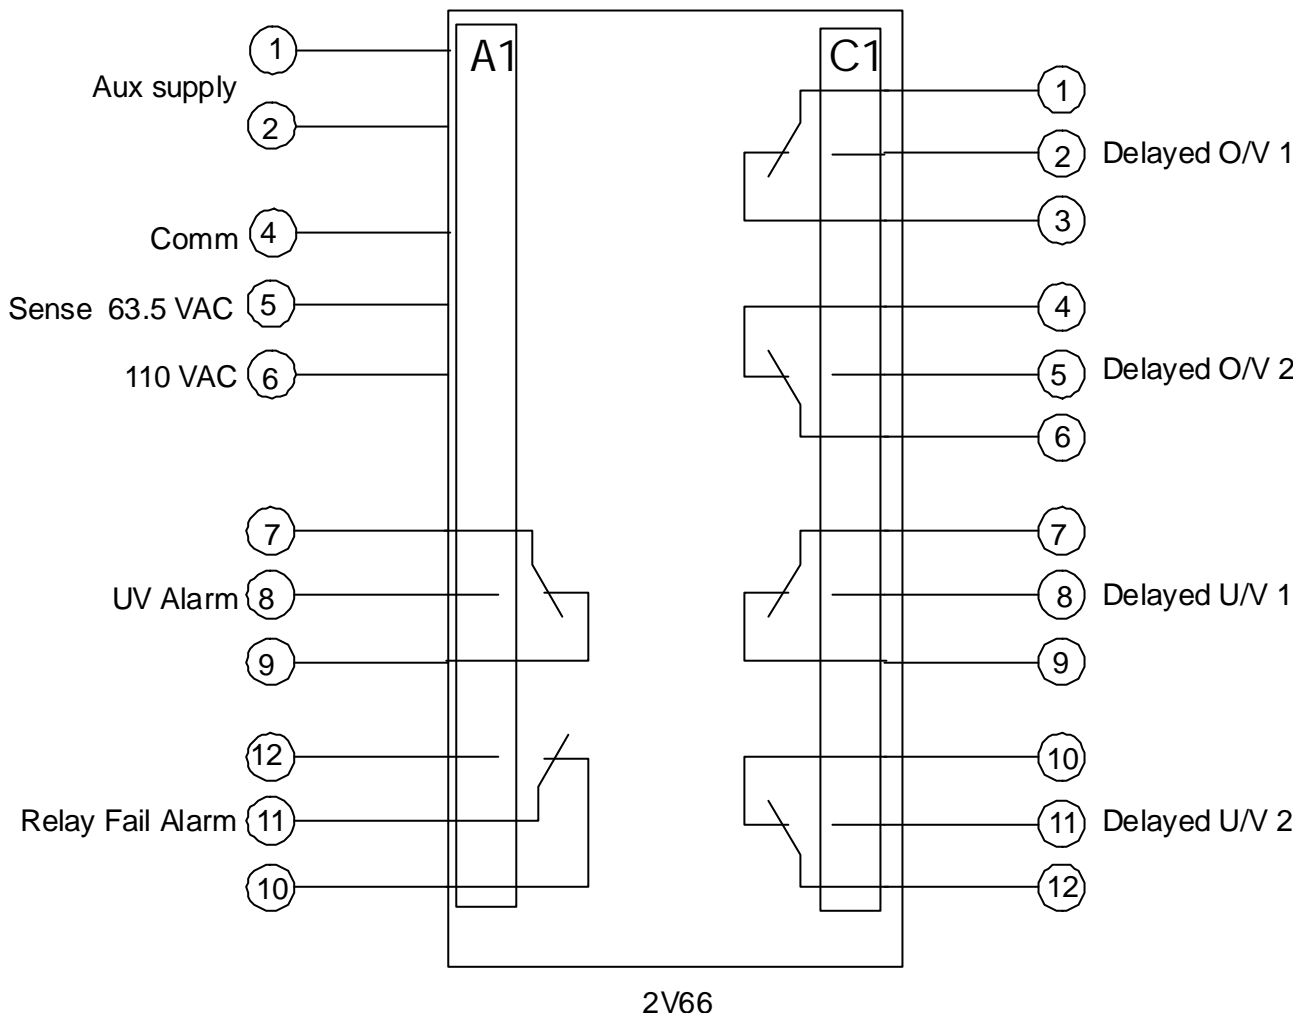 A1
1
Aux supply
2
Comm 4
Sense 63.5 VAC 5
110 VAC 6
7
UV Alarm 8
9
12
Relay Fail Alarm 11
10
C1
1
2 Delayed O/V 1
3
4
5 Delayed O/V 2
6
7
8 Delayed U/V 1
9
10
11 Delayed U/V 2
12
2V66